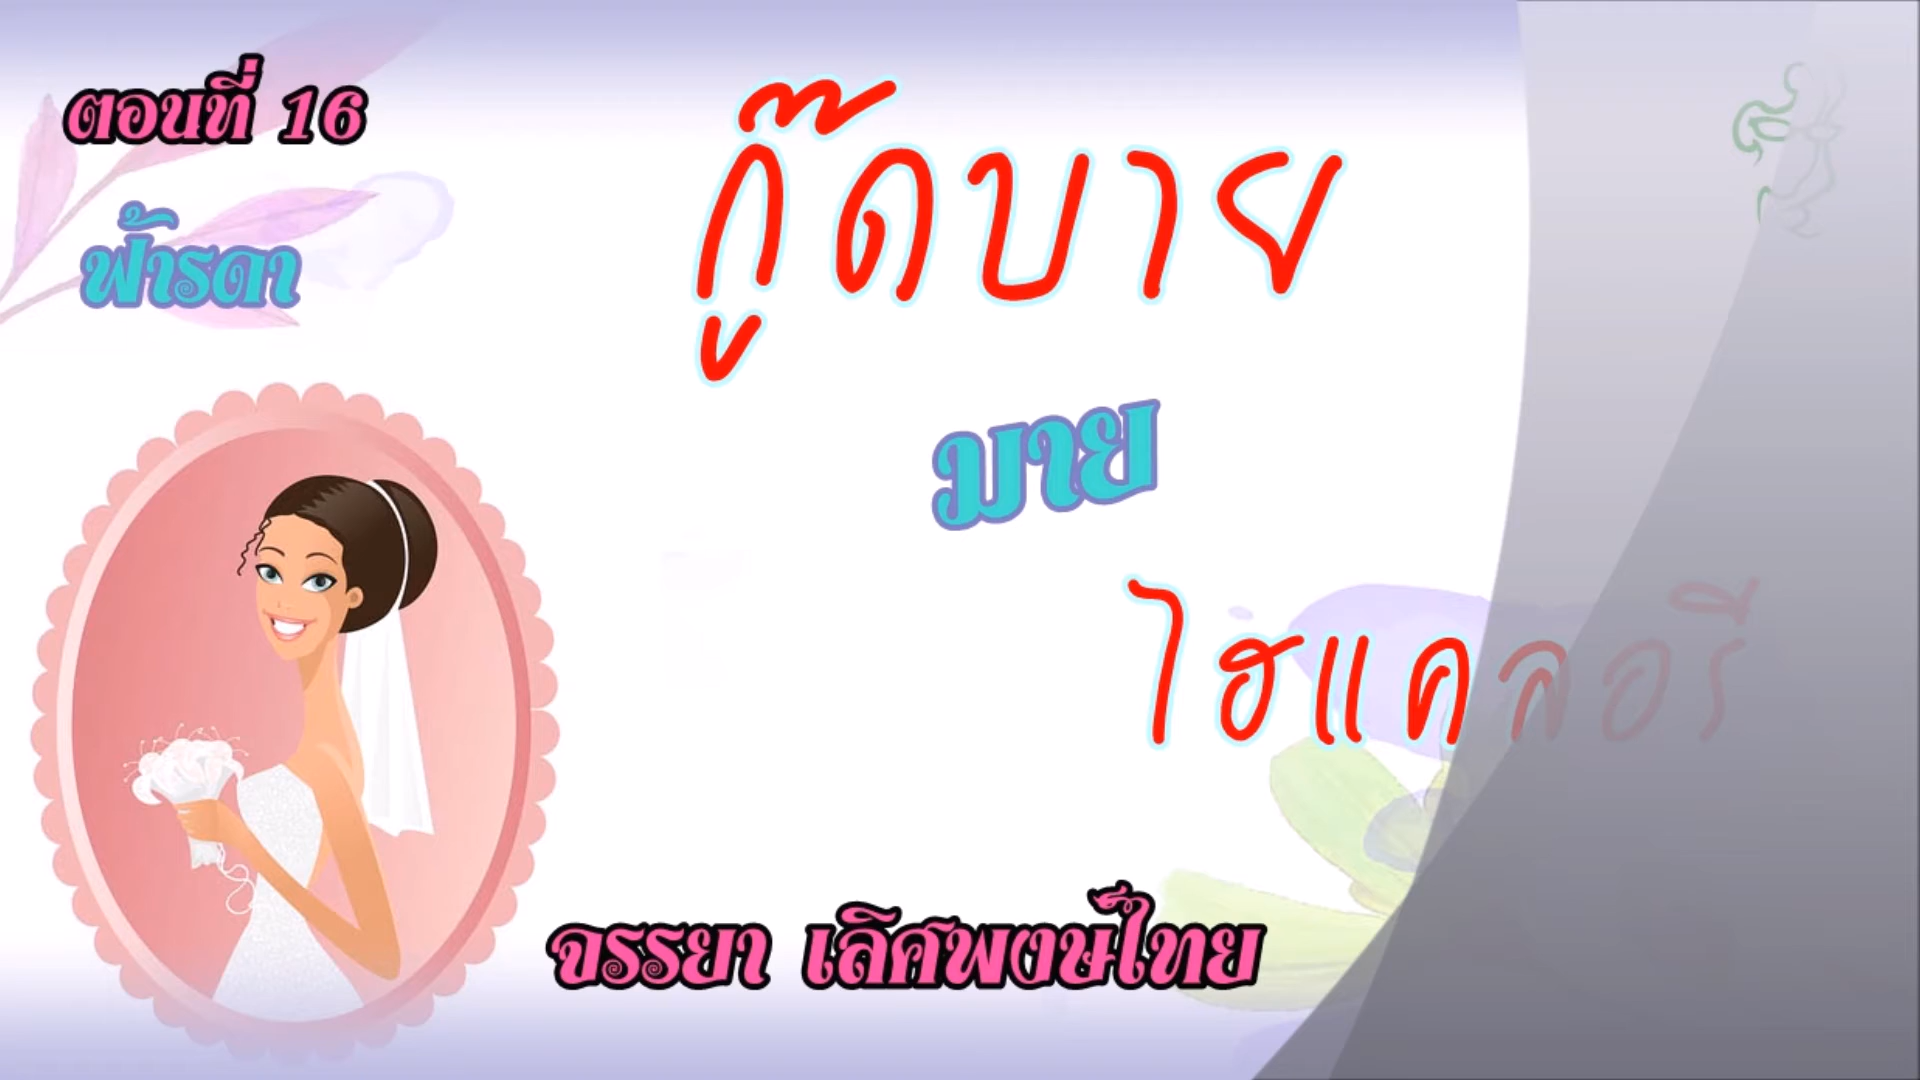 ตอนที่ 16
ฟ้ารดา
กู๊ดบาย
มาย
ไฮแคลอรี
จรรยา เลิศพงษ์ไทย